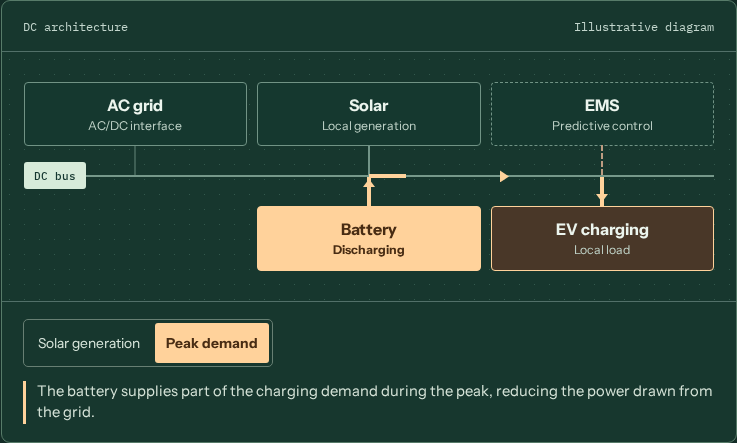 DC architecture
Illustrative diagram
AC grid
AC/DC interface
Solar
Local generation
EMS
Predictive control
DC bus
Battery
Discharging
EV charging
Local load
Solar generation
Peak demand
The battery supplies part of the charging demand during the peak, reducing the power drawn from
the grid.